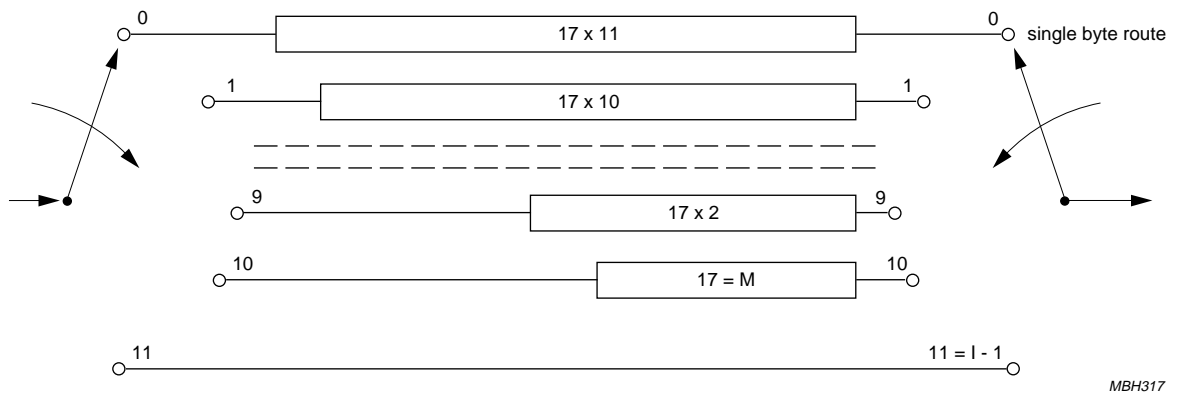 0 17 x 11 0 single byte route
1 17 x 10 1
9 17 x 2 9
10 17 = M 10
11 11 = I - 1
MBH317